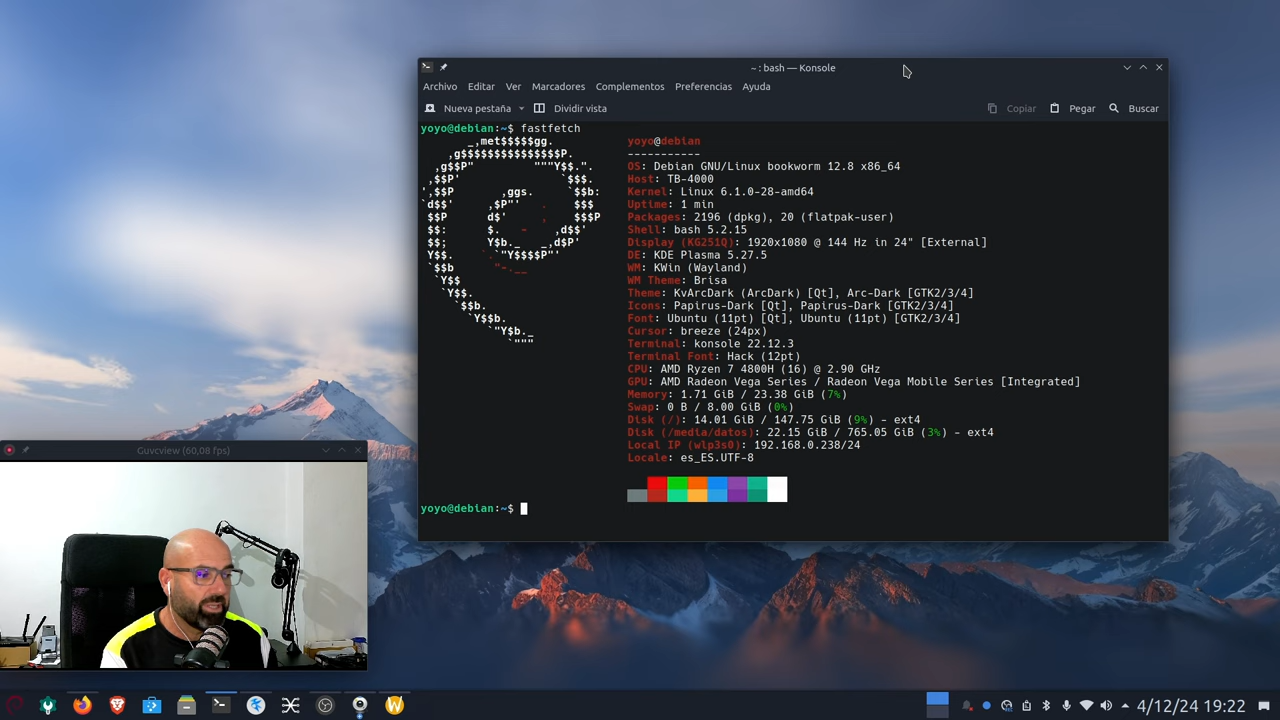 ~ : bash — Konsole
Archivo Editar Ver Marcadores Complementos Preferencias Ayuda
Nueva pestaña Dividir vista Copiar Pegar Buscar
yoyo@debian:~$ fastfetch
_,met$$$$$gg.
,g$$$$$$$$$$$$$$$P.
,g$$P" """Y$$.".
,$$P' `$$$.
',$$P ,ggs. `$$b:
`d$$' ,$P"' . $$$
$$P d$' , $$$P
$$: $. - ,d$$'
$$; Y$b._ _,d$P'
Y$$. `.`"Y$$$$P"'
`$$b "-.__
`Y$$
`Y$$.
`$$b.
`Y$$b.
`"Y$b._
`"""
yoyo@debian
-----------
OS: Debian GNU/Linux bookworm 12.8 x86_64
Host: TB-4000
Kernel: Linux 6.1.0-28-amd64
Uptime: 1 min
Packages: 2196 (dpkg), 20 (flatpak-user)
Shell: bash 5.2.15
Display (KG251Q): 1920x1080 @ 144 Hz in 24" [External]
DE: KDE Plasma 5.27.5
WM: KWin (Wayland)
WM Theme: Brisa
Theme: KvArcDark (ArcDark) [Qt], Arc-Dark [GTK2/3/4]
Icons: Papirus-Dark [Qt], Papirus-Dark [GTK2/3/4]
Font: Ubuntu (11pt) [Qt], Ubuntu (11pt) [GTK2/3/4]
Cursor: breeze (24px)
Terminal: konsole 22.12.3
Terminal Font: Hack (12pt)
CPU: AMD Ryzen 7 4800H (16) @ 2.90 GHz
GPU: AMD Radeon Vega Series / Radeon Vega Mobile Series [Integrated]
Memory: 1.71 GiB / 23.38 GiB (7%)
Swap: 0 B / 8.00 GiB (0%)
Disk (/): 14.01 GiB / 147.75 GiB (9%) - ext4
Disk (/media/datos): 22.15 GiB / 765.05 GiB (3%) - ext4
Local IP (wlp3s0): 192.168.0.238/24
Locale: es_ES.UTF-8
yoyo@debian:~$
Guvcview (60,08 fps)
4/12/24 19:22